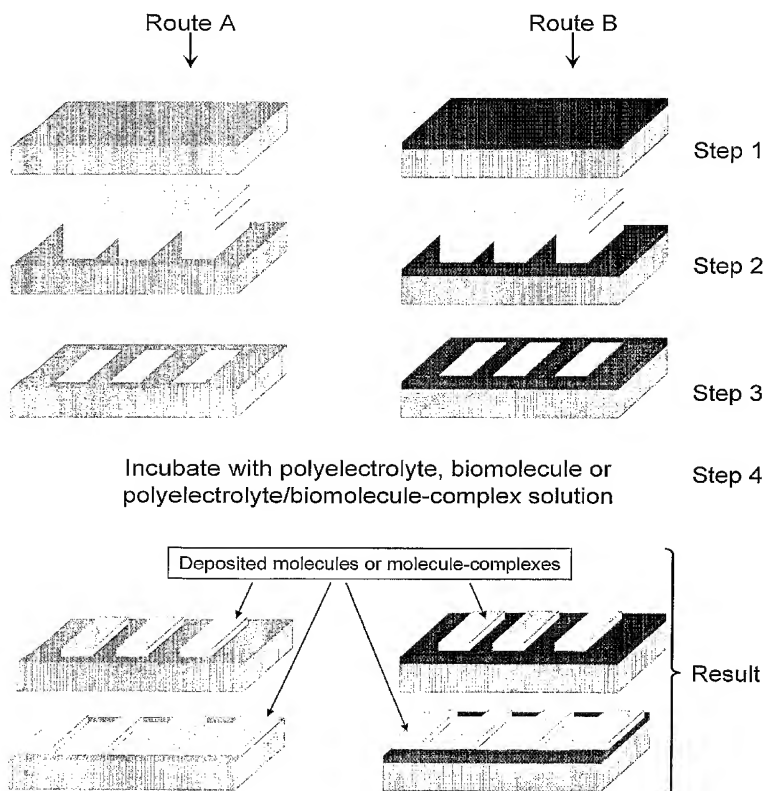 Route A
Route B
Step 1
Step 2
Step 3
Incubate with polyelectrolyte, biomolecule or
polyelectrolyte/biomolecule-complex solution
Step 4
Deposited molecules or molecule-complexes
Result